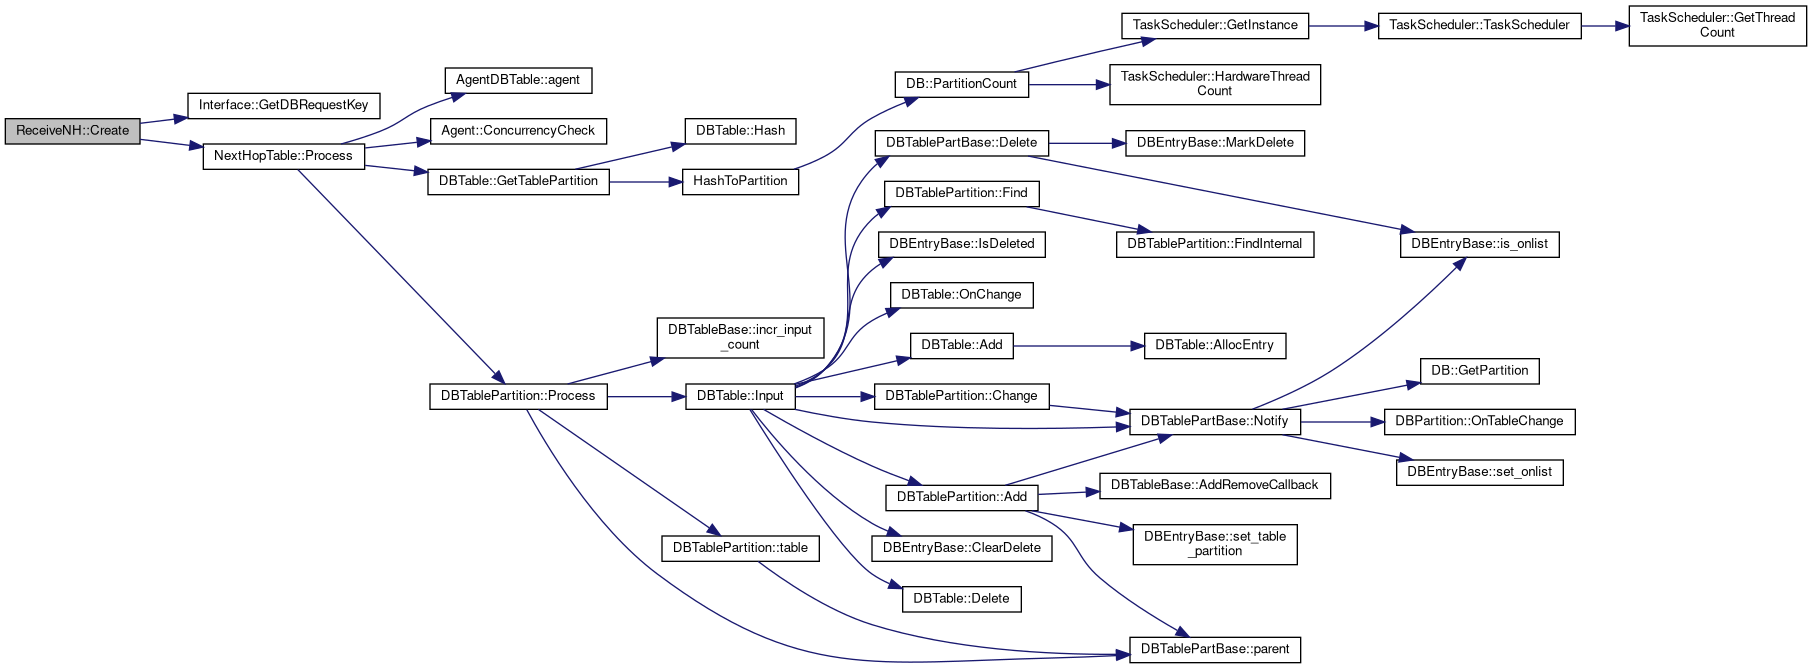 TaskScheduler::GetInstance
TaskScheduler::TaskScheduler
TaskScheduler::GetThread
Count
AgentDBTable::agent
DB::PartitionCount
TaskScheduler::HardwareThread
Count
Interface::GetDBRequestKey
ReceiveNH::Create
Agent::ConcurrencyCheck
DBTable::Hash
NextHopTable::Process
DBTablePartBase::Delete
DBEntryBase::MarkDelete
DBTable::GetTablePartition
HashToPartition
DBTablePartition::Find
DBEntryBase::IsDeleted
DBTablePartition::FindInternal
DBEntryBase::is_onlist
DBTable::OnChange
DBTableBase::incr_input
_count
DBTable::Add
DBTable::AllocEntry
DB::GetPartition
DBTablePartition::Process
DBTable::Input
DBTablePartition::Change
DBTablePartBase::Notify
DBPartition::OnTableChange
DBEntryBase::set_onlist
DBTablePartition::Add
DBTableBase::AddRemoveCallback
DBEntryBase::set_table
_partition
DBTablePartition::table
DBEntryBase::ClearDelete
DBTable::Delete
DBTablePartBase::parent